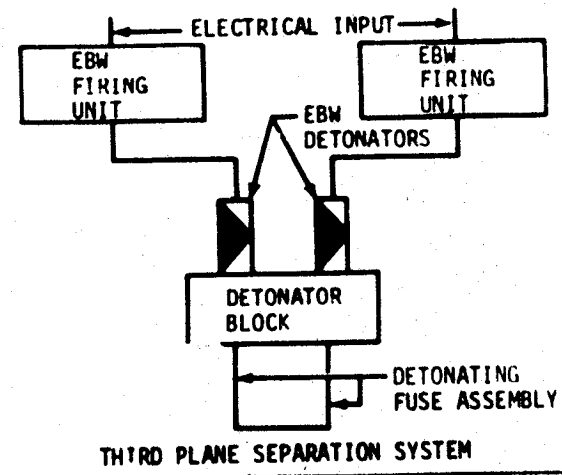 ELECTRICAL INPUT
EBW
FIRING
UNIT
EBW
FIRING
UNIT
EBW
DETONATORS
DETONATOR
BLOCK
DETONATING
FUSE ASSEMBLY
THIRD PLANE SEPARATION SYSTEM